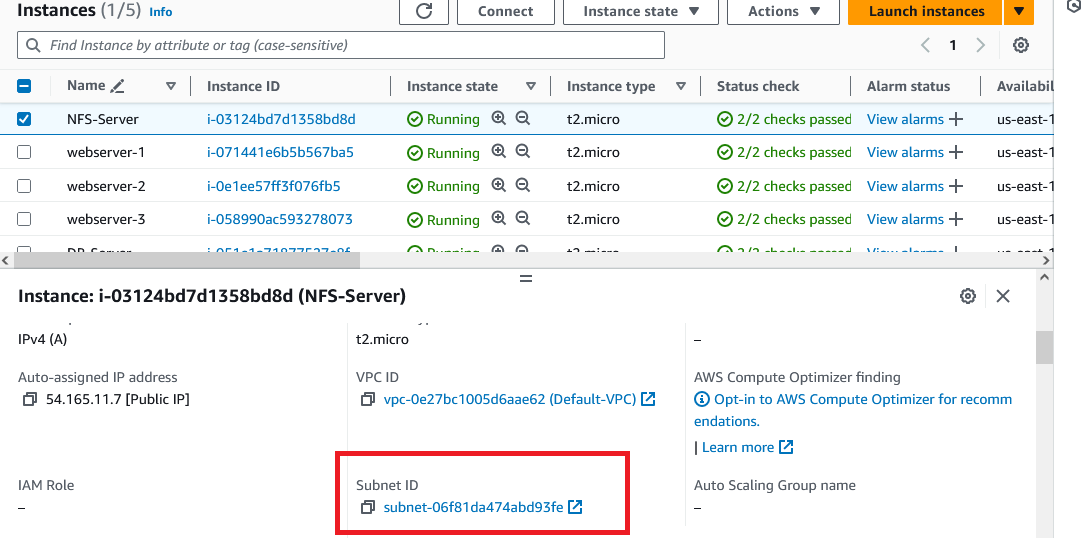 Instances (1/5) Info
Connect Instance state Actions Launch instances
Find Instance by attribute or tag (case-sensitive) 1
Name Instance ID Instance state Instance type Status check Alarm status Availabil
NFS-Server i-03124bd7d1358bd8d Running t2.micro 2/2 checks passed View alarms us-east-1
webserver-1 i-071441e6b5b567ba5 Running t2.micro 2/2 checks passed View alarms us-east-1
webserver-2 i-0e1ee57ff3f076fb5 Running t2.micro 2/2 checks passed View alarms us-east-1
webserver-3 i-058990ac593278073 Running t2.micro 2/2 checks passed View alarms us-east-1
DB-Server Running t2.micro 2/2 checks passed View alarms us-east-1
Instance: i-03124bd7d1358bd8d (NFS-Server)
IPv4 (A) t2.micro –
Auto-assigned IP address VPC ID AWS Compute Optimizer finding
54.165.11.7 [Public IP] vpc-0e27bc1005d6aae62 (Default-VPC) Opt-in to AWS Compute Optimizer for recomm
endations.
| Learn more
IAM Role Subnet ID Auto Scaling Group name
– subnet-06f81da474abd93fe –